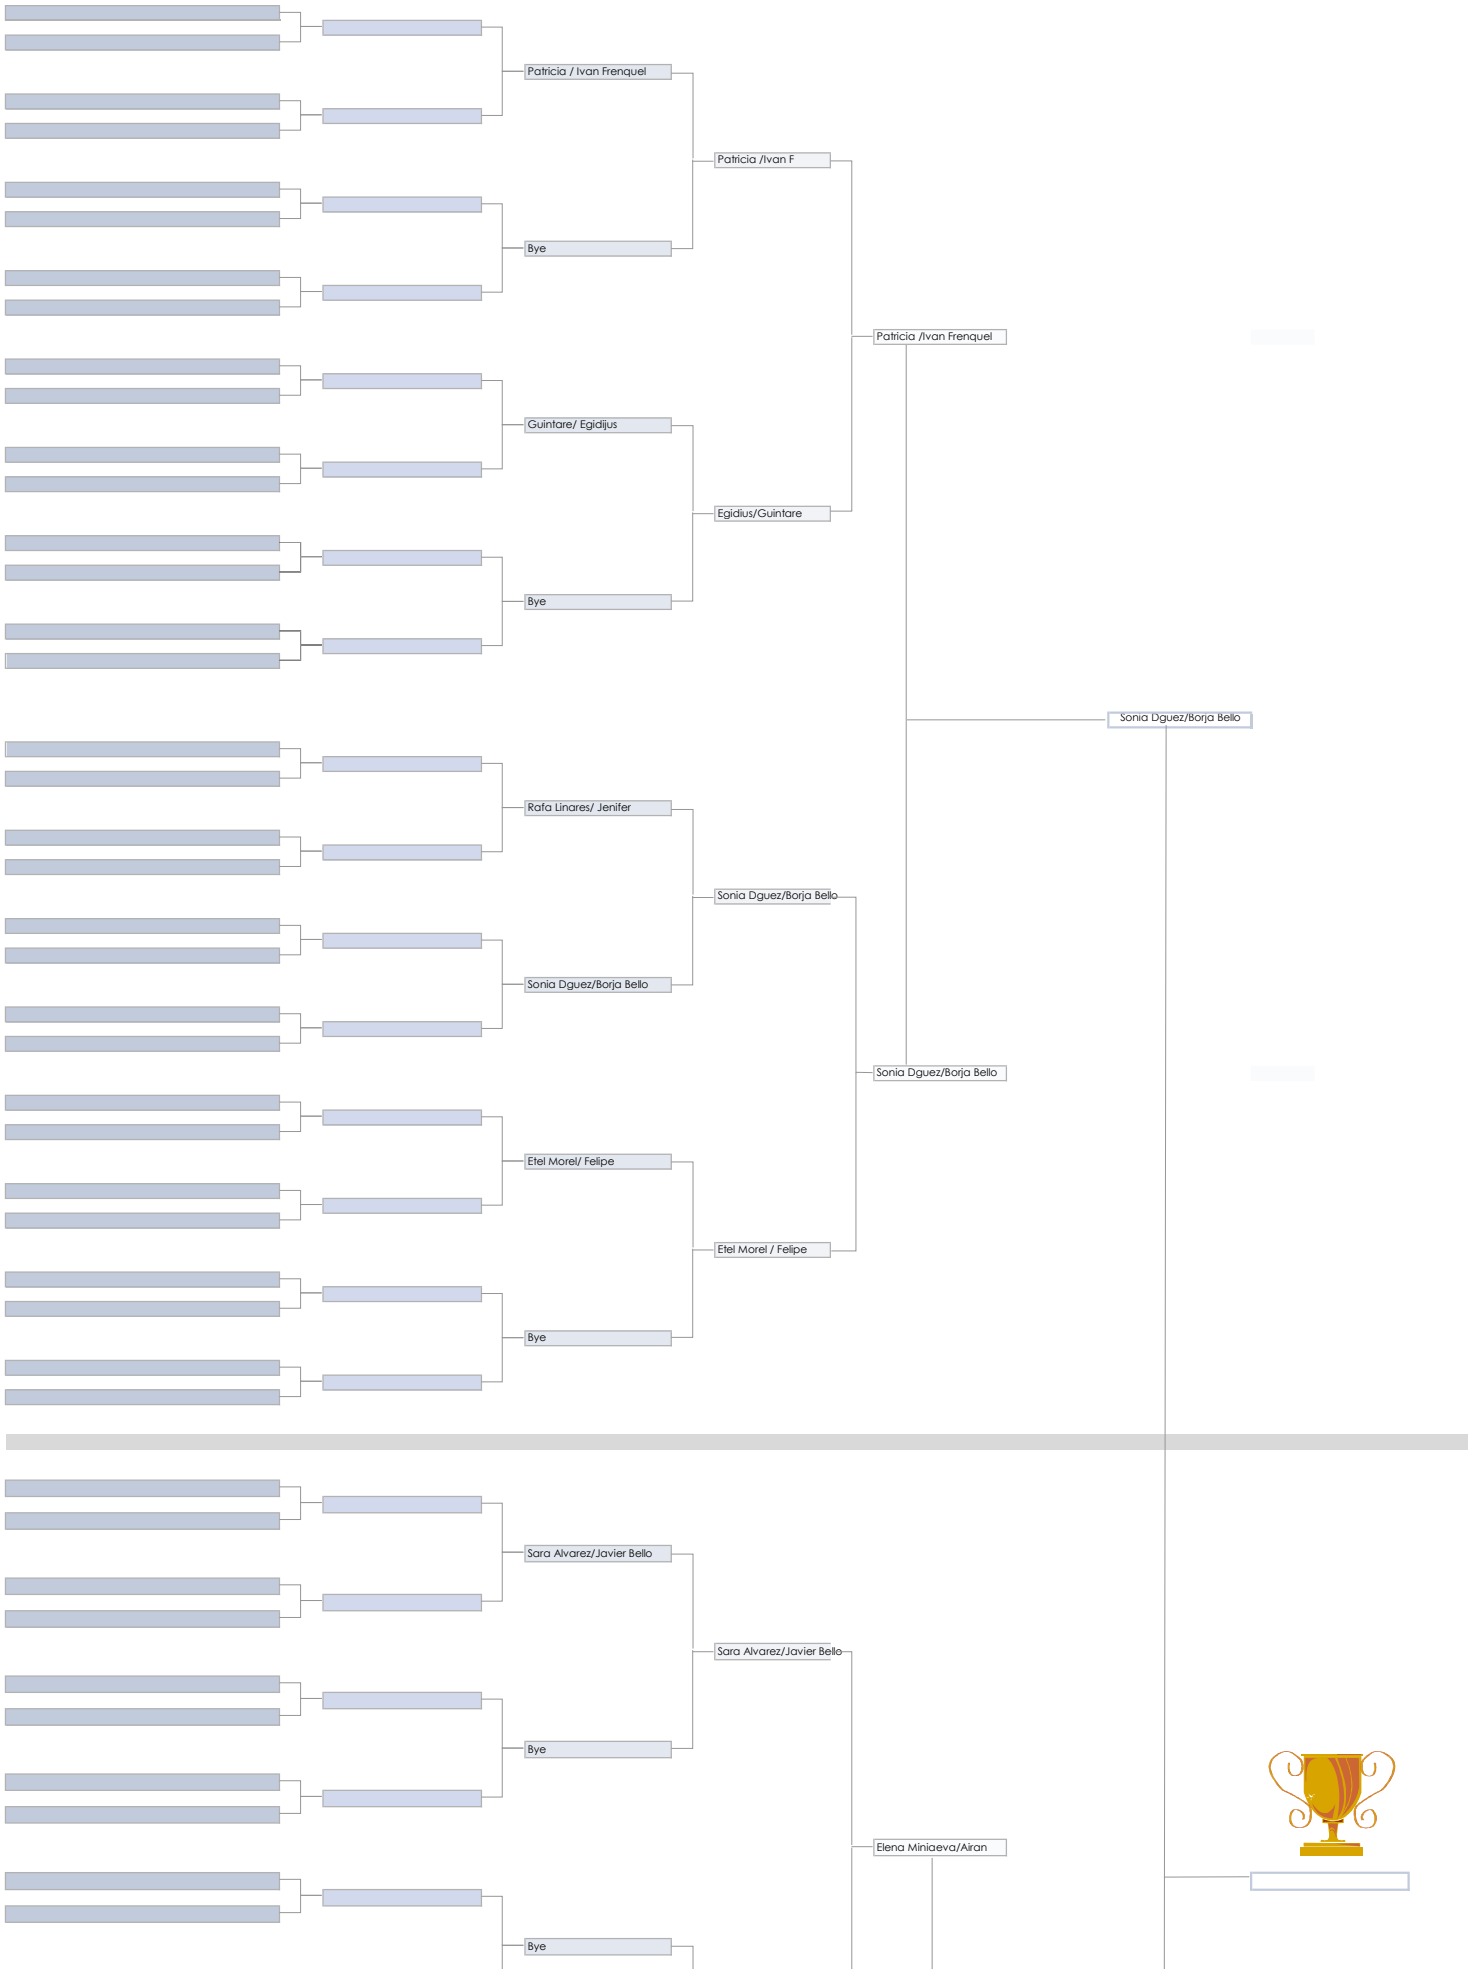 Patricia / Ivan Frenquel
Patricia /Ivan F
Bye
Patricia /Ivan Frenquel
Guintare/ Egidijus
Egidius/Guintare
Bye
Sonia Dguez/Borja Bello
Rafa Linares/ Jenifer
Sonia Dguez/Borja Bello
Sonia Dguez/Borja Bello
Sonia Dguez/Borja Bello
Etel Morel/ Felipe
Etel Morel / Felipe
Bye
Sara Alvarez/Javier Bello
Sara Alvarez/Javier Bello
Bye
Elena Miniaeva/Airan
Bye